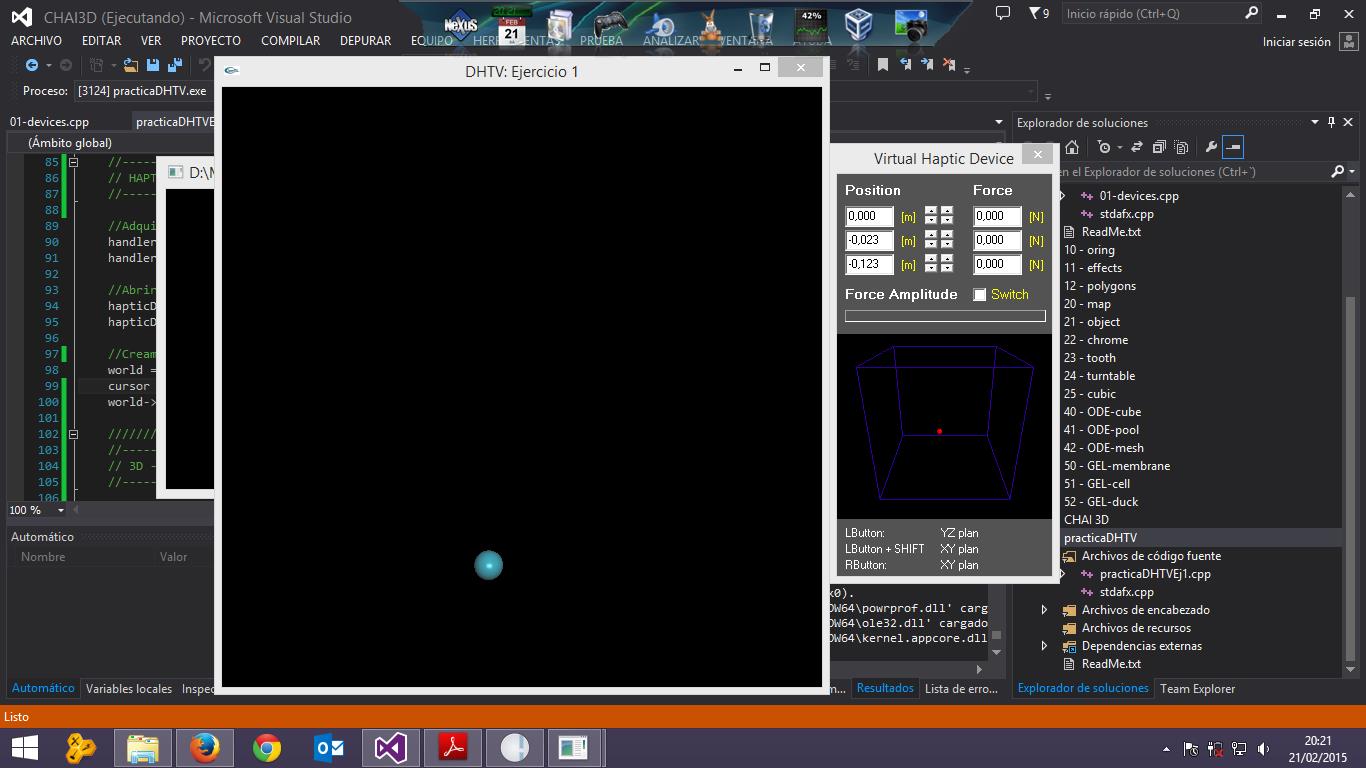 CHAI3D (Ejecutando) - Microsoft Visual Studio
NeXuS
20:21
FEB
21
42%
9
Inicio rápido (Ctrl+Q)
ARCHIVO EDITAR VER PROYECTO COMPILAR DEPURAR EQUIPO HERRAMIENTAS PRUEBA ANALIZAR VENTANA AYUDA
Iniciar sesión
Proceso: [3124] practicaDHTV.exe
01-devices.cpp practicaDHTVE
(Ámbito global)
85 //-----
86 // HAPT
87 //-----
88
89 //Adqui
90 handler
91 handler
92
93 //Abrir
94 hapticD
95 hapticD
96
97 //Cream
98 world =
99 cursor
100 world->
101
102 ///////
103 //-----
104 // 3D -
105 //-----
106
100 %
D:\M
DHTV: Ejercicio 1
Virtual Haptic Device
Position Force
0,000 [m] 0,000 [N]
-0,023 [m] 0,000 [N]
-0,123 [m] 0,000 [N]
Force Amplitude Switch
LButton: YZ plan
LButton + SHIFT XY plan
RButton: XY plan
Explorador de soluciones
en el Explorador de soluciones (Ctrl+`)
01-devices.cpp
stdafx.cpp
ReadMe.txt
10 - oring
11 - effects
12 - polygons
20 - map
21 - object
22 - chrome
23 - tooth
24 - turntable
25 - cubic
40 - ODE-cube
41 - ODE-pool
42 - ODE-mesh
50 - GEL-membrane
51 - GEL-cell
52 - GEL-duck
CHAI 3D
practicaDHTV
Archivos de código fuente
practicaDHTVEj1.cpp
stdafx.cpp
Archivos de encabezado
Archivos de recursos
Dependencias externas
ReadMe.txt
Explorador de soluciones Team Explorer
Automático
Nombre Valor
Automático Variables locales Inspec
x0).
OW64\powrprof.dll' carg
OW64\ole32.dll' cargado
OW64\kernel.appcore.dll
m... Resultados Lista de erro...
Listo
20:21
21/02/2015